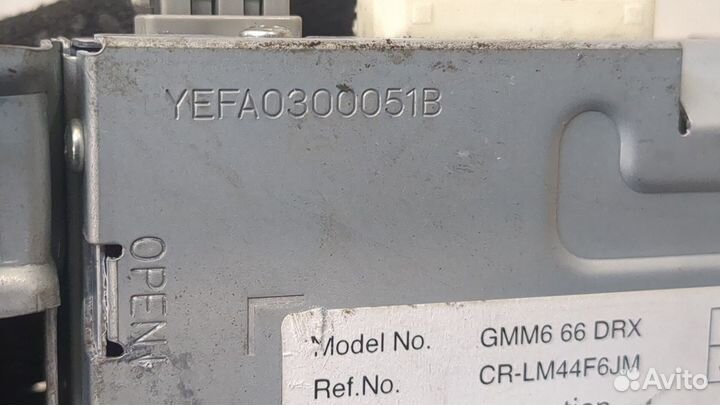 YEFA0300051B
OPEN
Model No. GMM6 66 DRX
Ref.No. CR-LM44F6JM
Avito